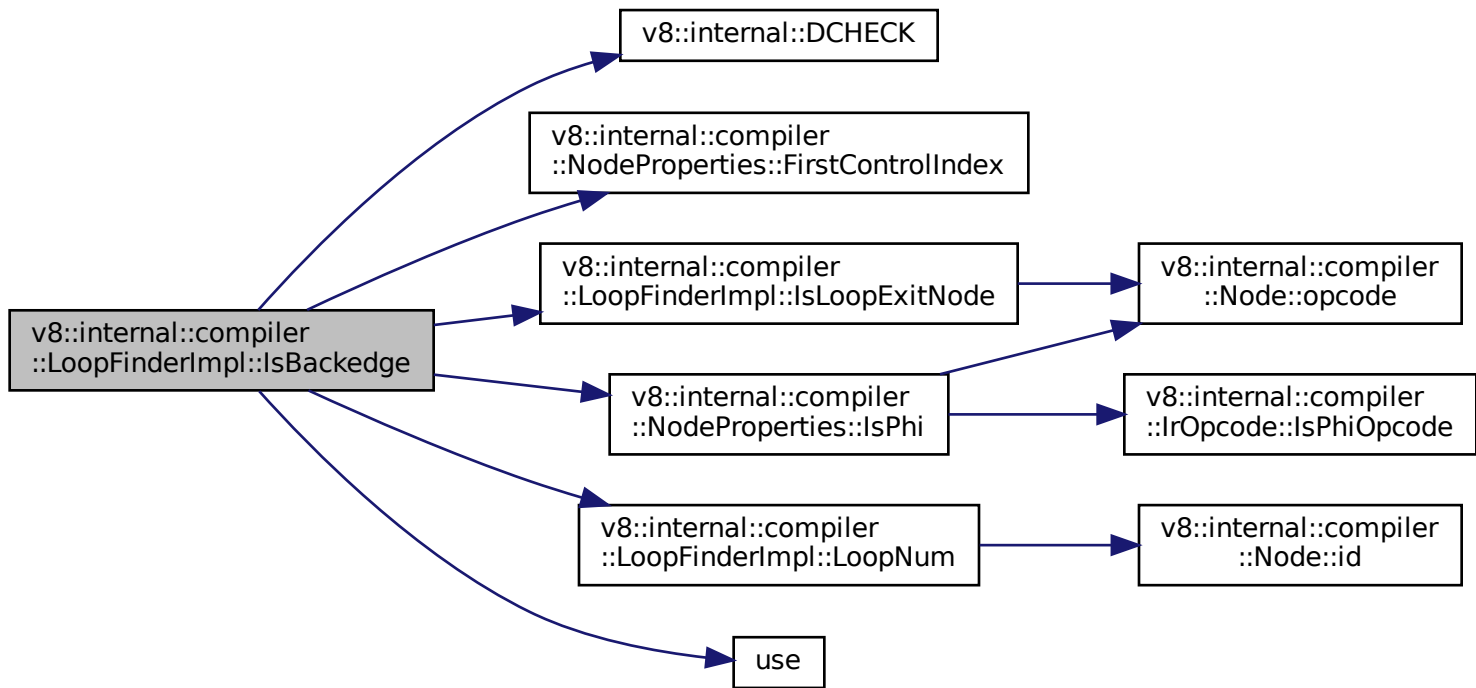 v8::internal::DCHECK
v8::internal::compiler
::NodeProperties::FirstControlIndex
v8::internal::compiler
::LoopFinderImpl::IsLoopExitNode
v8::internal::compiler
::Node::opcode
v8::internal::compiler
::LoopFinderImpl::IsBackedge
v8::internal::compiler
::NodeProperties::IsPhi
v8::internal::compiler
::IrOpcode::IsPhiOpcode
v8::internal::compiler
::LoopFinderImpl::LoopNum
v8::internal::compiler
::Node::id
use